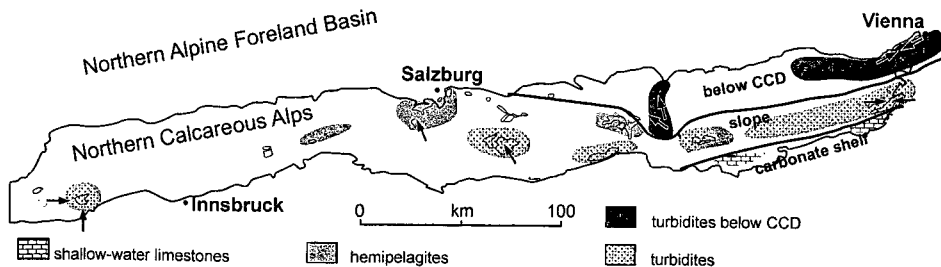 Northern Alpine Foreland Basin
Vienna
Salzburg
below CCD
Northern Calcareous Alps
slope
carbonate shelf
Innsbruck
0 km 100
turbidites below CCD
shallow-water limestones
hemipelagites
turbidites